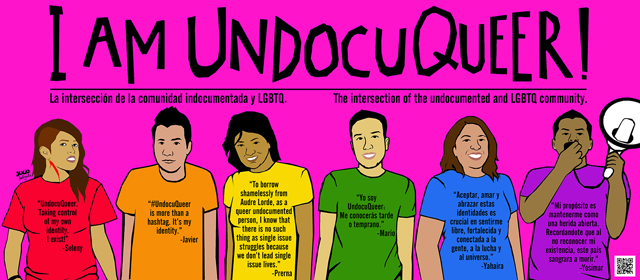 I AM UNDOCUQUEER!
La intersección de la comunidad indocumentada y LGBTQ.
The intersection of the undocumented and LGBTQ community.
"UndocuQueer:
Taking control
of my own
identity.
I exist!"
-Seleny
"#UndocuQueer
is more than a
hashtag. It's my
identity."
-Javier
"To borrow
shamelessly from
Audre Lorde, as a
queer undocumented
person, I know that
there is no such
thing as single issue
struggles because
we don't lead single
issue lives."
-Prerna
"Yo soy
UndocuQueer:
Me conocerás tarde
o temprano."
-Mario
"Aceptar, amar y
abrazar estas
identidades es
crucial en sentirme
libre, fortalecida y
conectada a la
gente, a la lucha y
al universo."
-Yahaira
"Mi propósito es
mantenerme como
una herida abierta.
Recordandote que al
no reconocer mi
existencia, este país
sangrara a morir."
-Yosimar